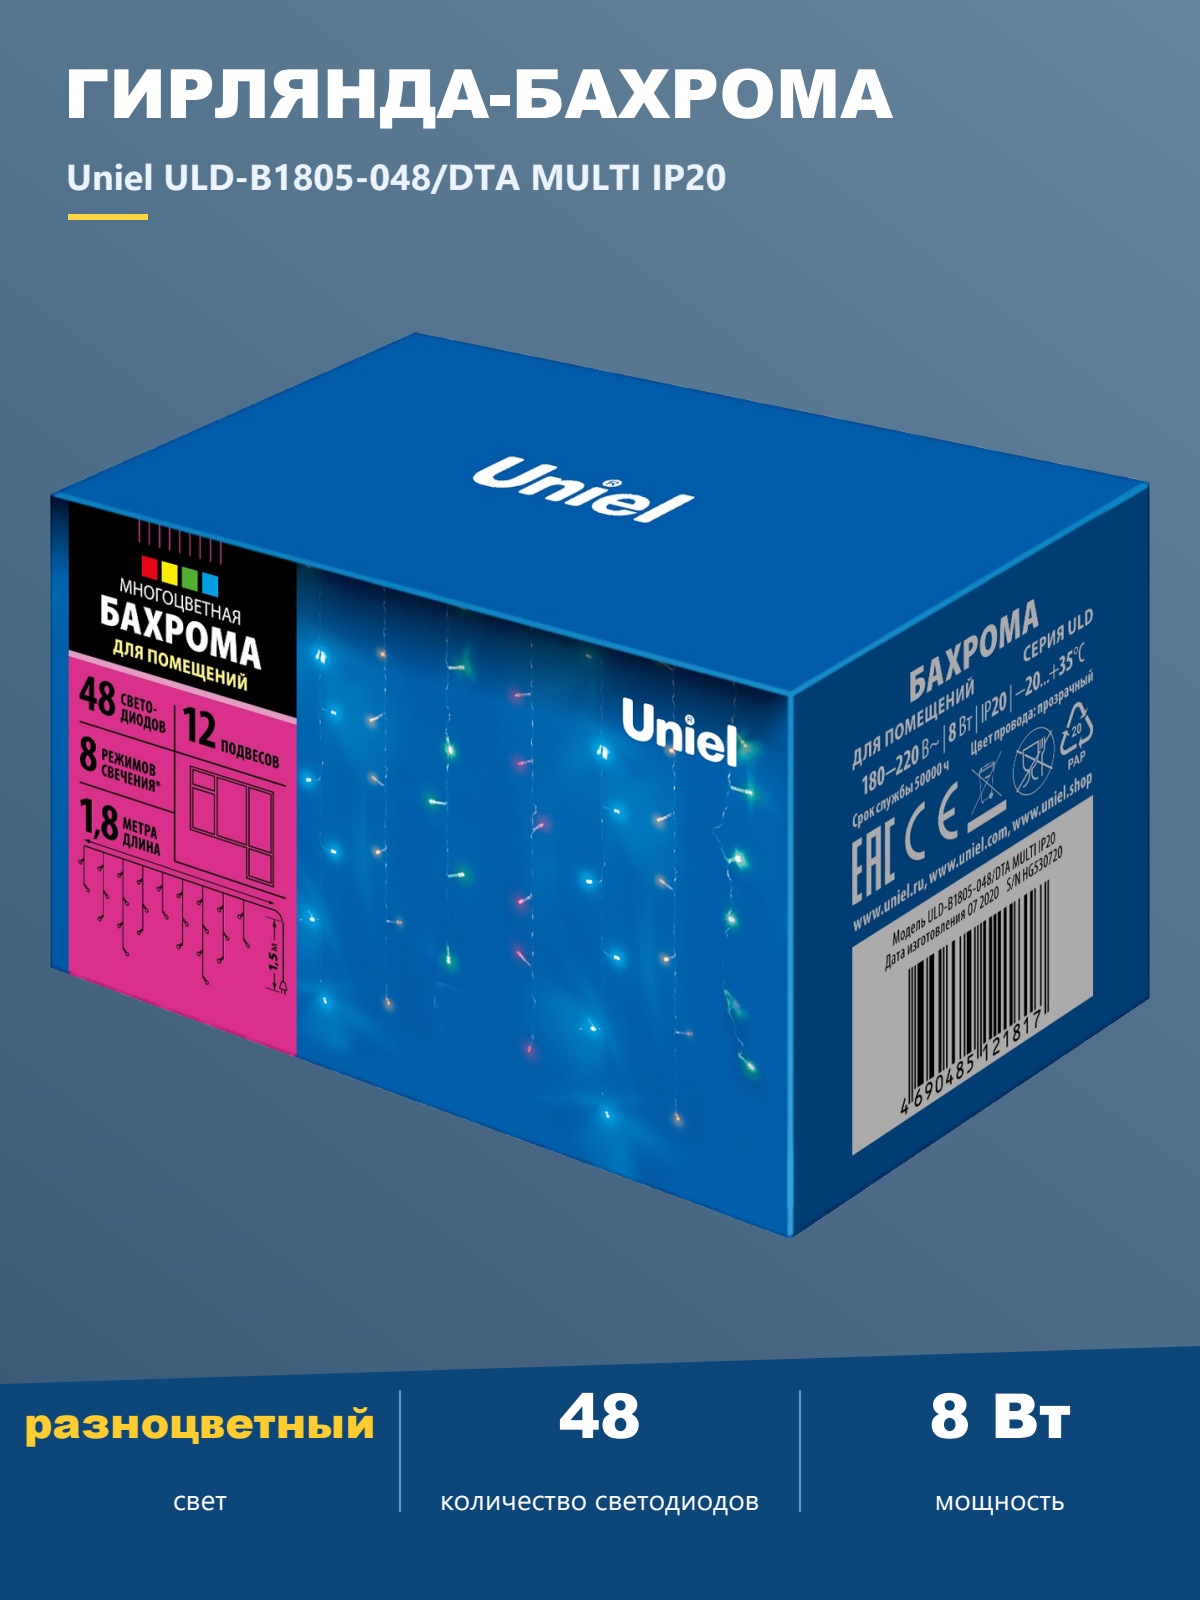 ГИРЛЯНДА-БАХРОМА
Uniel ULD-B1805-048/DTA MULTI IP20
Uniel®
МНОГОЦВЕТНАЯ
БАХРОМА
ДЛЯ ПОМЕЩЕНИЙ
48 СВЕТО-
ДИОДОВ
12 ПОДВЕСОВ
8 РЕЖИМОВ
СВЕЧЕНИЯ*
1,8 МЕТРА
ДЛИНА
1,5 м
Uniel®
БАХРОМА
СЕРИЯ ULD
ДЛЯ ПОМЕЩЕНИЙ
180–220 В~ | 8 Вт | IP20 | –20...+35°C
Срок службы 50000 ч
Цвет провода: прозрачный
EAC CE
20
PAP
www.uniel.ru, www.uniel.com, www.uniel.shop
Модель ULD-B1805-048/DTA MULTI IP20
Дата изготовления 07 2020 S/N HG530720
4690485121817
разноцветный
свет
48
количество светодиодов
8 Вт
мощность